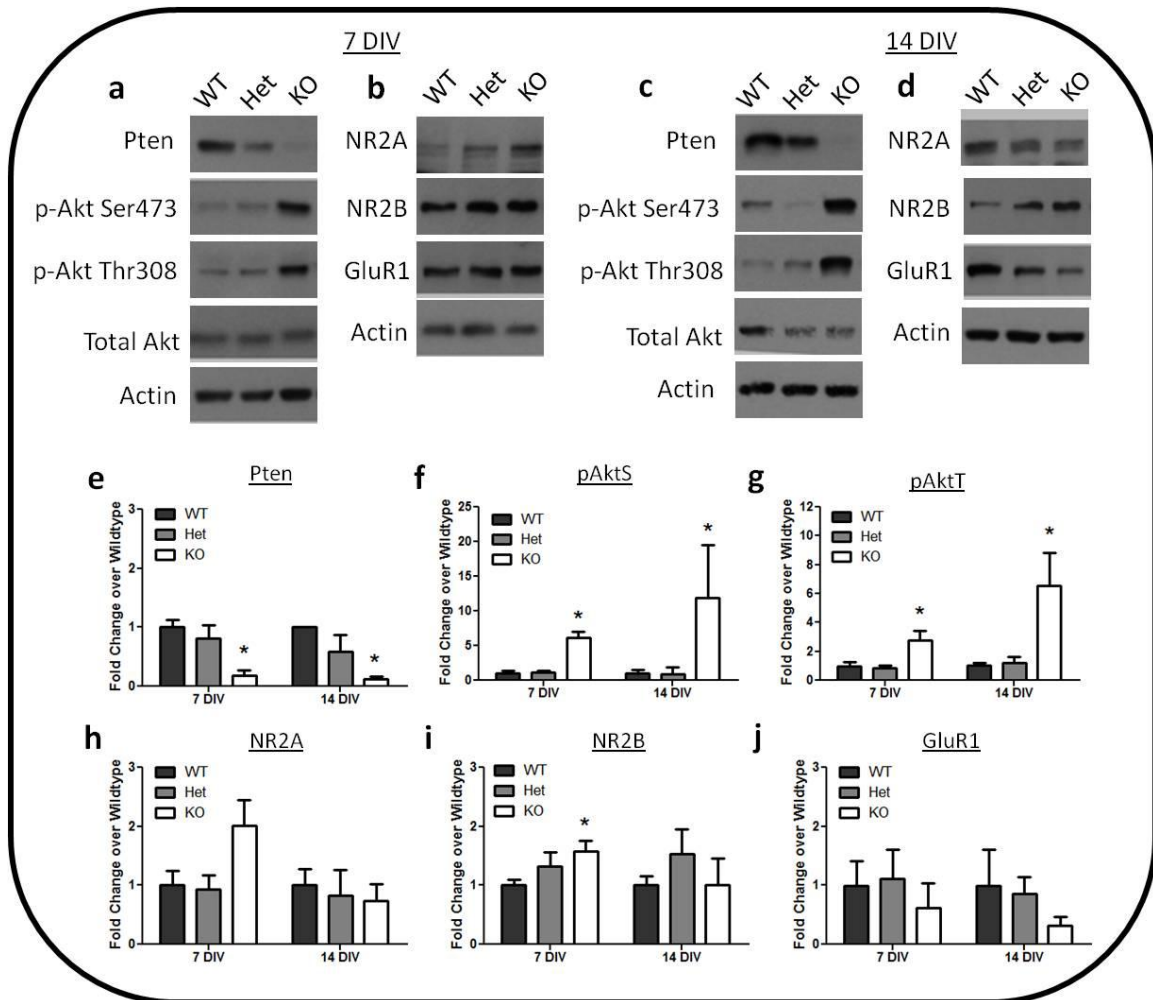 7 DIV
14 DIV
a
WT Het KO
Pten
p-Akt Ser473
p-Akt Thr308
Total Akt
Actin
b
WT Het KO
NR2A
NR2B
GluR1
Actin
c
WT Het KO
Pten
p-Akt Ser473
p-Akt Thr308
Total Akt
Actin
d
WT Het KO
NR2A
NR2B
GluR1
Actin
e
Pten
Fold Change over Wildtype
3
2
1
0
WT
Het
KO
*
*
7 DIV
14 DIV
f
pAktS
Fold Change over Wildtype
25
20
15
10
5
0
WT
Het
KO
*
*
7 DIV
14 DIV
g
pAktT
Fold Change over Wildtype
12
10
8
6
4
2
0
WT
Het
KO
*
*
7 DIV
14 DIV
h
NR2A
Fold Change over Wildtype
3
2
1
0
WT
Het
KO
7 DIV
14 DIV
i
NR2B
Fold Change over Wildtype
3
2
1
0
WT
Het
KO
*
7 DIV
14 DIV
j
GluR1
Fold Change over Wildtype
3
2
1
0
WT
Het
KO
7 DIV
14 DIV